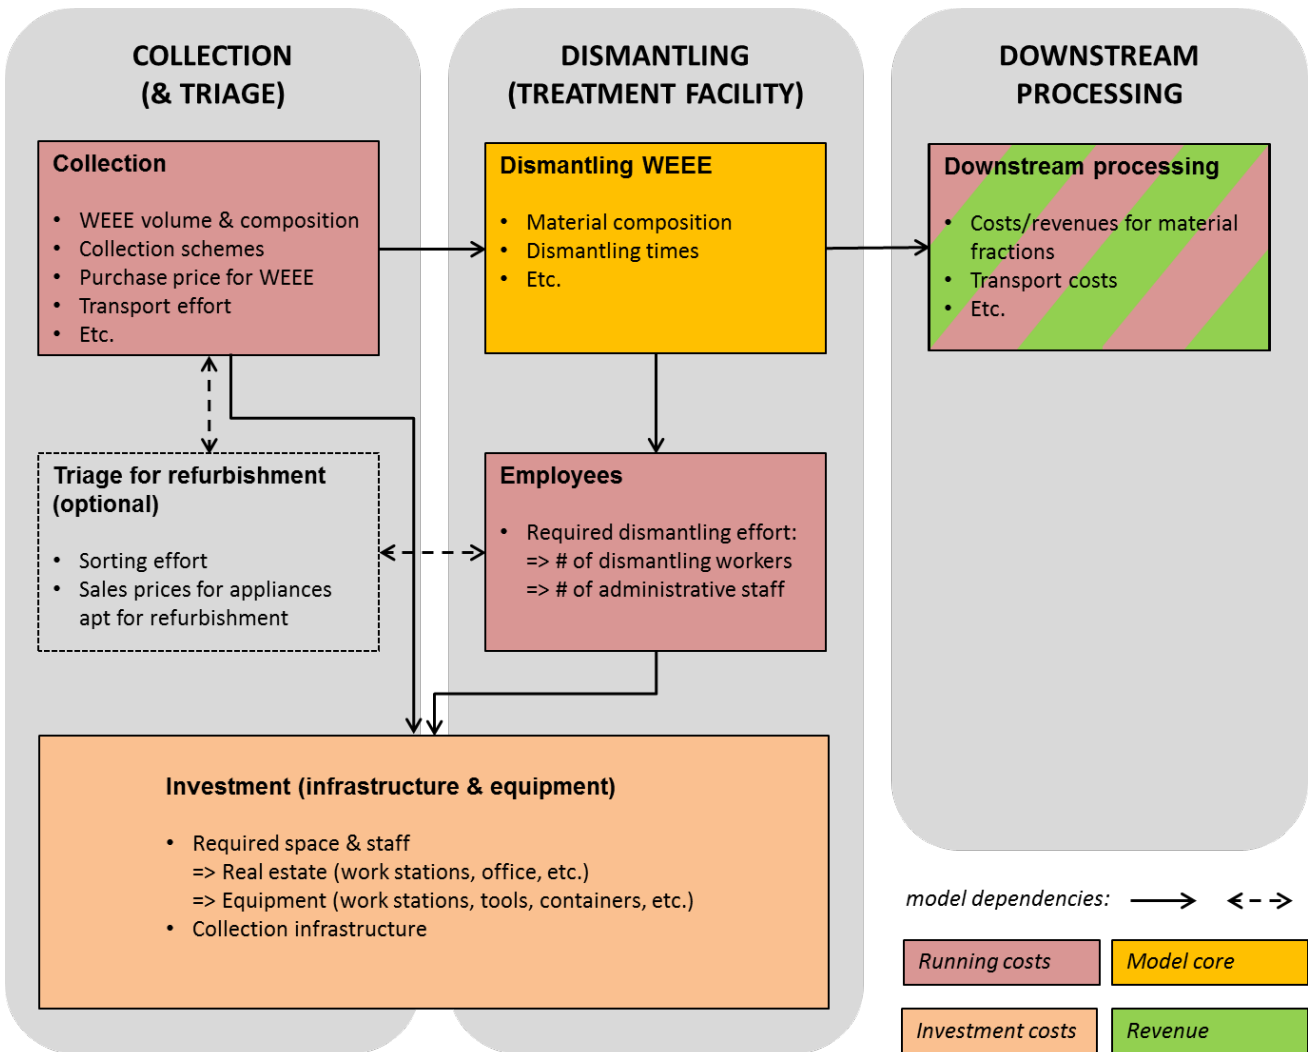 COLLECTION
(& TRIAGE)
DISMANTLING
(TREATMENT FACILITY)
DOWNSTREAM
PROCESSING
Collection
• WEEE volume & composition
• Collection schemes
• Purchase price for WEEE
• Transport effort
• Etc.
Dismantling WEEE
• Material composition
• Dismantling times
• Etc.
Downstream processing
• Costs/revenues for material
fractions
• Transport costs
• Etc.
Triage for refurbishment
(optional)
• Sorting effort
• Sales prices for appliances
apt for refurbishment
Employees
• Required dismantling effort:
=> # of dismantling workers
=> # of administrative staff
Investment (infrastructure & equipment)
• Required space & staff
=> Real estate (work stations, office, etc.)
=> Equipment (work stations, tools, containers, etc.)
• Collection infrastructure
model dependencies:
Running costs
Model core
Investment costs
Revenue